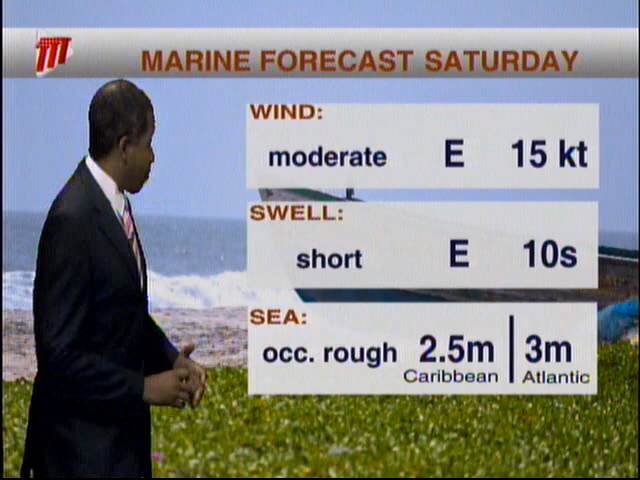 MARINE FORECAST SATURDAY
WIND:
moderate E 15 kt
SWELL:
short E 10s
SEA:
occ. rough 2.5m 3m
Caribbean Atlantic